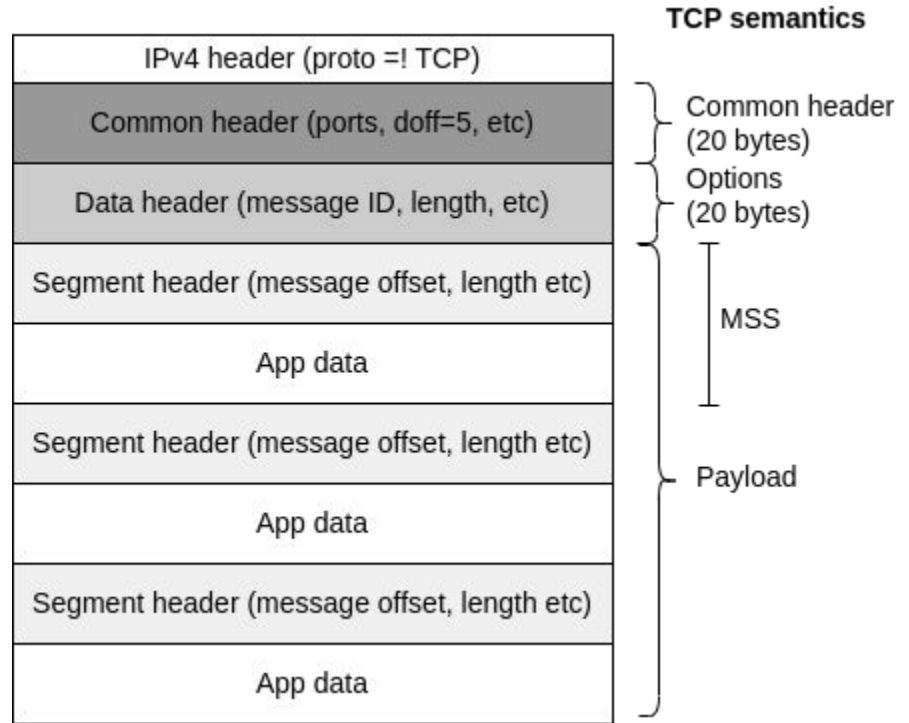 TCP semantics
IPv4 header (proto =! TCP)
Common header (ports, doff=5, etc)
Common header
(20 bytes)
Data header (message ID, length, etc)
Options
(20 bytes)
Segment header (message offset, length etc)
MSS
App data
Segment header (message offset, length etc)
Payload
App data
Segment header (message offset, length etc)
App data